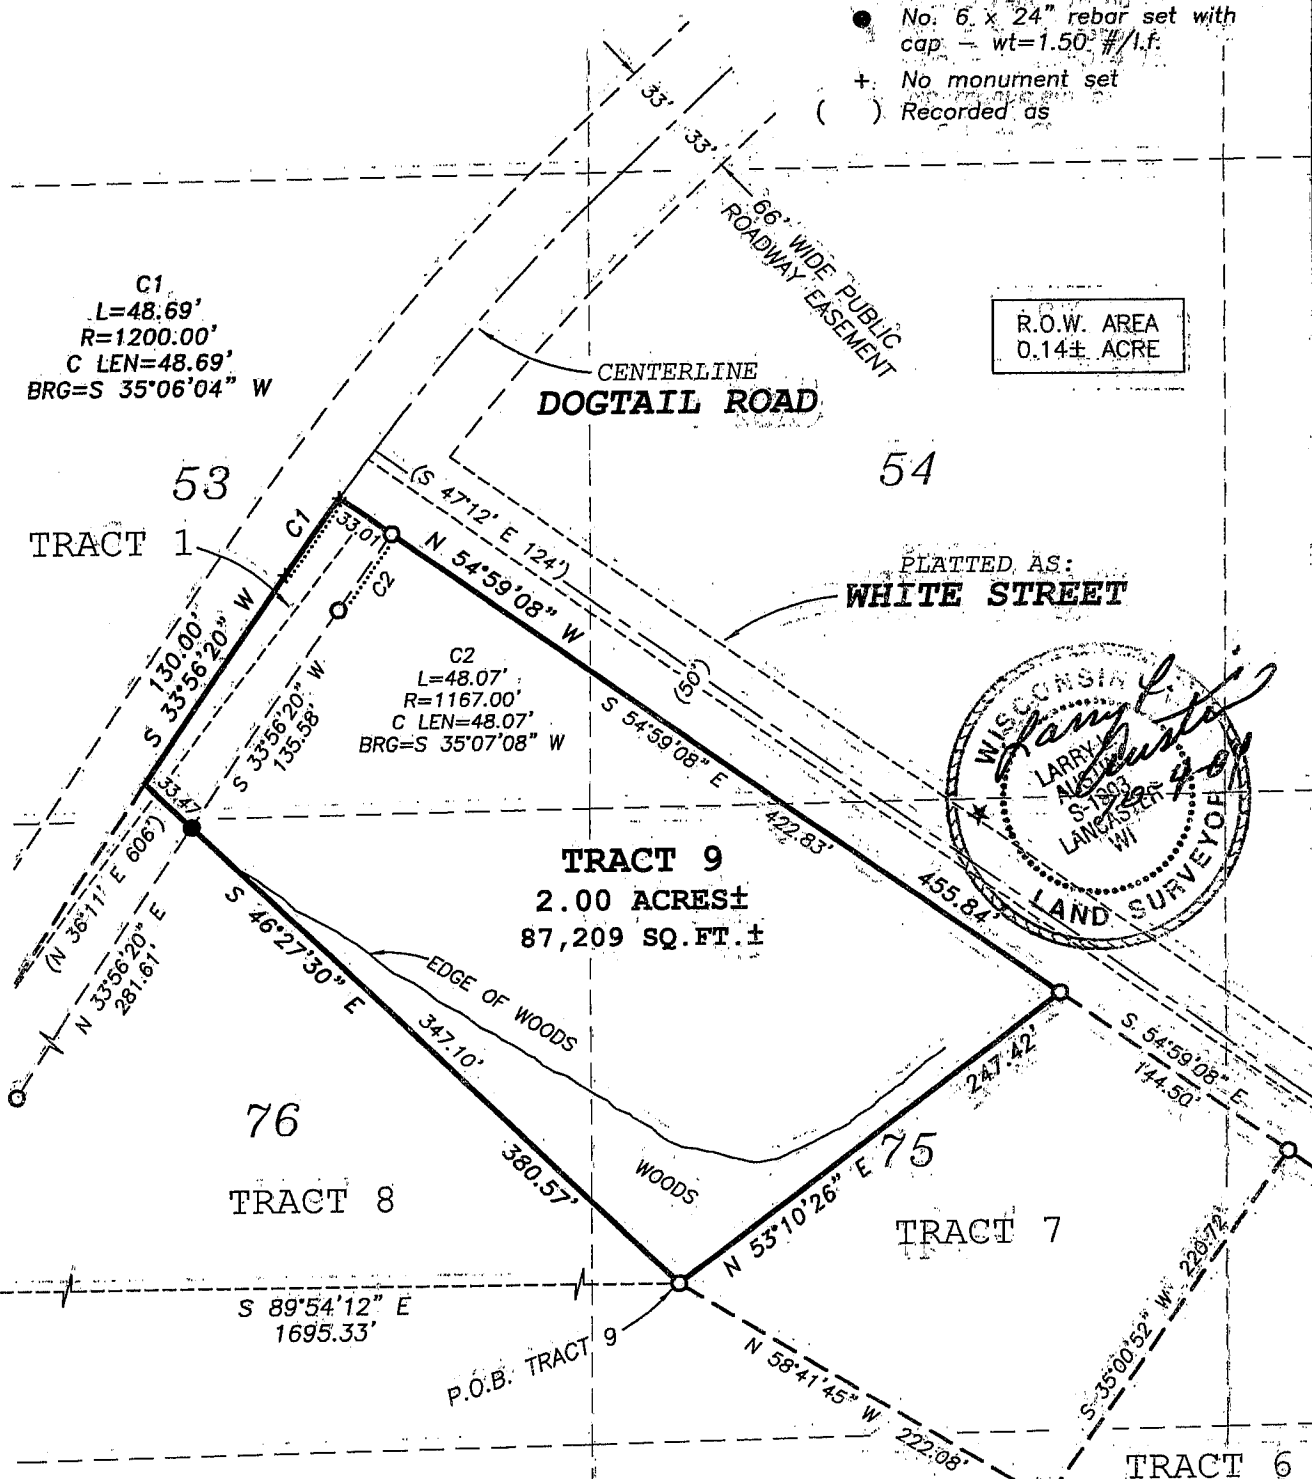 No. 6 x 24" rebar set with
cap – wt=1.50 #/l.f.
+ No monument set
( ) Recorded as
33'
33'
66' WIDE PUBLIC
ROADWAY EASEMENT
C1
L=48.69'
R=1200.00'
C LEN=48.69'
BRG=S 35°06'04" W
R.O.W. AREA
0.14± ACRE
CENTERLINE
DOGTAIL ROAD
53
54
TRACT 1
C1
33.01
(S 47°12' E 124')
N 54°59'08" W
C2
PLATTED AS:
WHITE STREET
130.00'
S 33°56'20" W
C2
L=48.07'
R=1167.00'
C LEN=48.07'
BRG=S 35°07'08" W
(50')
S 54°59'08" E
422.83'
455.84'
S 33°56'20" W
135.58'
WISCONSIN
LARRY L.
AUSTIN
S-1803
LANCASTER
WI
LAND SURVEYOR
33.47
(N 36°11' E 606')
N 33°56'20" E
281.61'
TRACT 9
2.00 ACRES±
87,209 SQ.FT.±
S 46°27'30" E
347.10'
380.57'
EDGE OF WOODS
WOODS
247.42'
N 53°10'26" E
S 54°59'08" E
144.50'
76
75
TRACT 8
TRACT 7
S 89°54'12" E
1695.33'
P.O.B. TRACT 9
N 58°41'45" W
222.08'
S 35°00'52" W 220.72'
TRACT 6